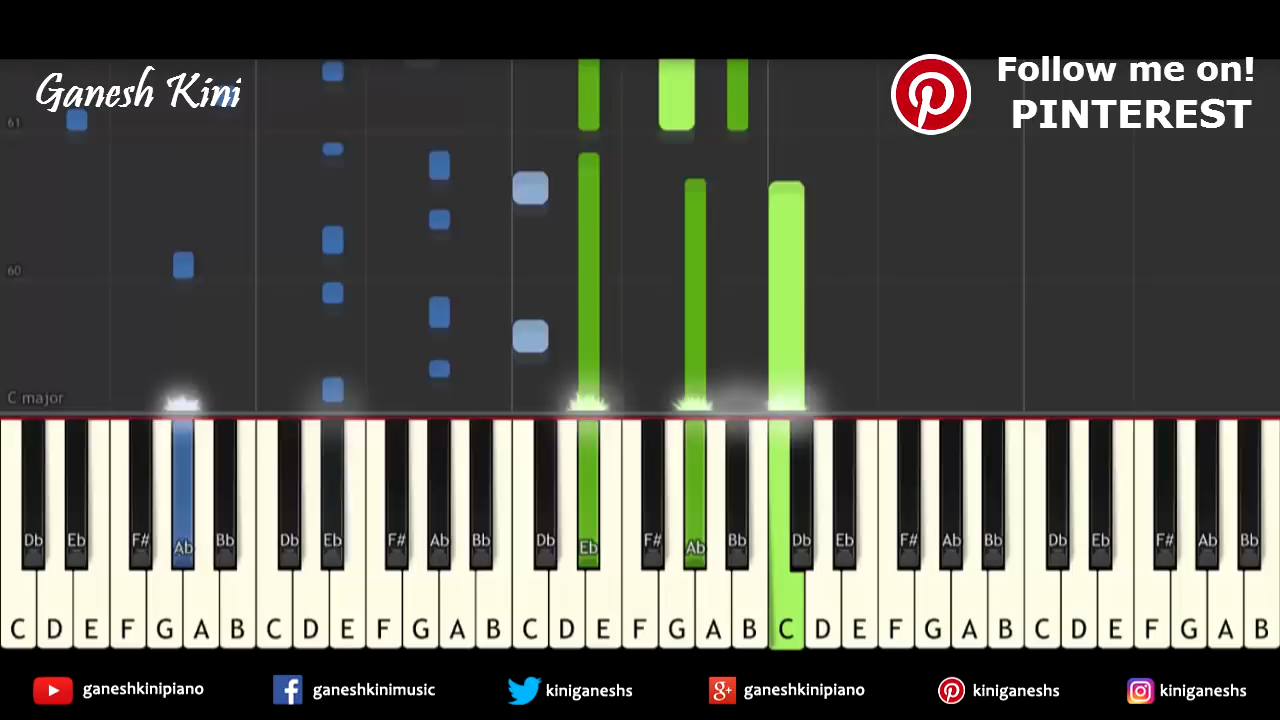 Ganesh Kini
Follow me on!
PINTEREST
61
60
C major
Db Eb F# Ab Bb Db Eb F# Ab Bb Db Eb F# Ab Bb Db Eb F# Ab Bb Db Eb F# Ab Bb
C D E F G A B C D E F G A B C D E F G A B C D E F G A B C D E F G A B
ganeshkinipiano ganeshkinimusic kiniganeshs g+ ganeshkinipiano kiniganeshs kiniganeshs